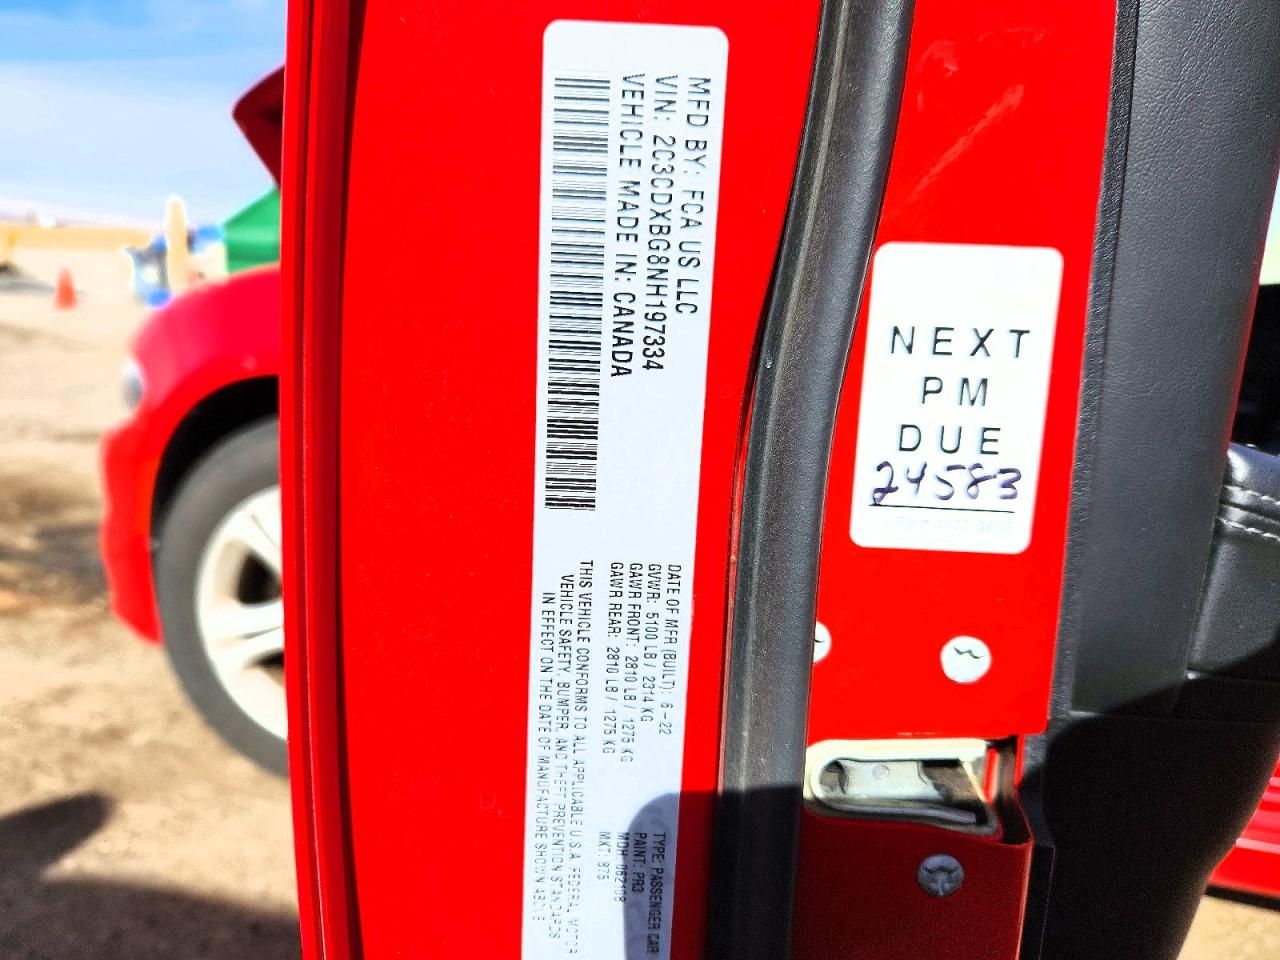 MFD BY: FCA US LLC
VIN: 2C3CDXBG8NH197334
VEHICLE MADE IN: CANADA
DATE OF MFR (BUILT): 6-22
GVWR: 5100 LB / 2314 KG
GAWR FRONT: 2810 LB / 1275 KG
GAWR REAR: 2810 LB / 1275 KG
THIS VEHICLE CONFORMS TO ALL APPLICABLE U.S.A. FEDERAL MOTOR
VEHICLE SAFETY, BUMPER, AND THEFT PREVENTION STANDARDS
IN EFFECT ON THE DATE OF MANUFACTURE SHOWN ABOVE
TYPE: PASSENGER CAR
PAINT: PR3
MDH: 062108
MKT: 875
NEXT
PM
DUE
24583